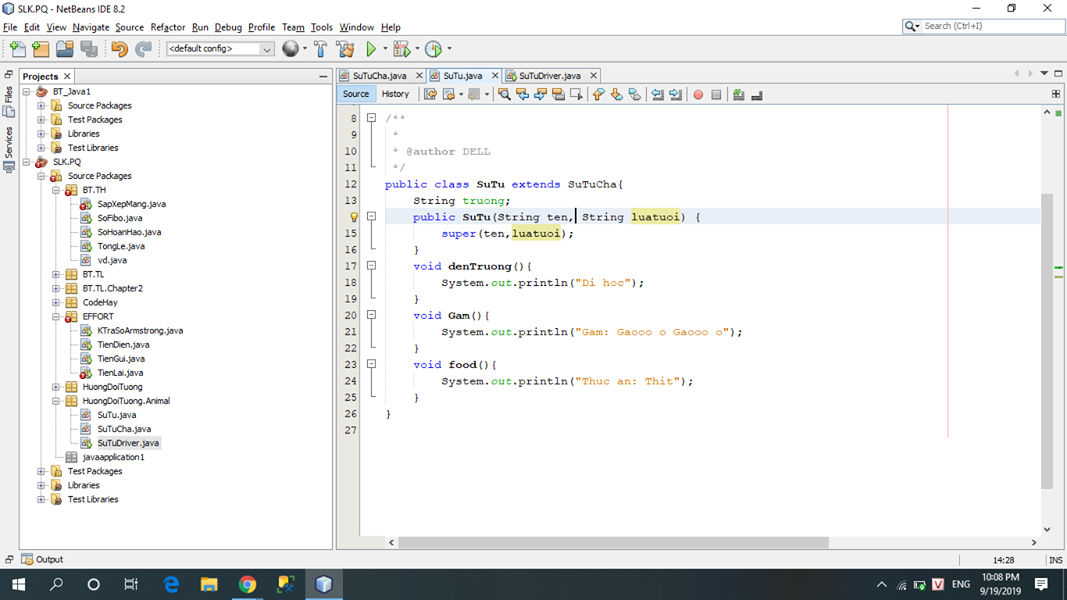 SLK.PQ - NetBeans IDE 8.2
File Edit View Navigate Source Refactor Run Debug Profile Team Tools Window Help
Search (Ctrl+I)
<default config>
Projects
SuTuCha.java SuTu.java SuTuDriver.java
Source History
Files
Services
BT_Java1
Source Packages
Test Packages
Libraries
Test Libraries
SLK.PQ
Source Packages
BT.TH
SapXepMang.java
SoFibo.java
SoHoanHao.java
TongLe.java
vd.java
BT.TL
BT.TL.Chapter2
CodeHay
EFFORT
KTraSoArmstrong.java
TienDien.java
TienGui.java
TienLai.java
HuongDoiTuong
HuongDoiTuong.Animal
SuTu.java
SuTuCha.java
SuTuDriver.java
javaapplication1
Test Packages
Libraries
Test Libraries
8 /**
9 *
10 * @author DELL
11 */
12 public class SuTu extends SuTuCha{
13 String truong;
public SuTu(String ten, String luatuoi) {
15 super(ten,luatuoi);
16 }
17 void denTruong(){
18 System.out.println("Di hoc");
19 }
20 void Gam(){
21 System.out.println("Gam: Gaooo o Gaooo o");
22 }
23 void food(){
24 System.out.println("Thuc an: Thit");
25 }
26 }
27
Output
14:28 INS
ENG
10:08 PM
9/19/2019